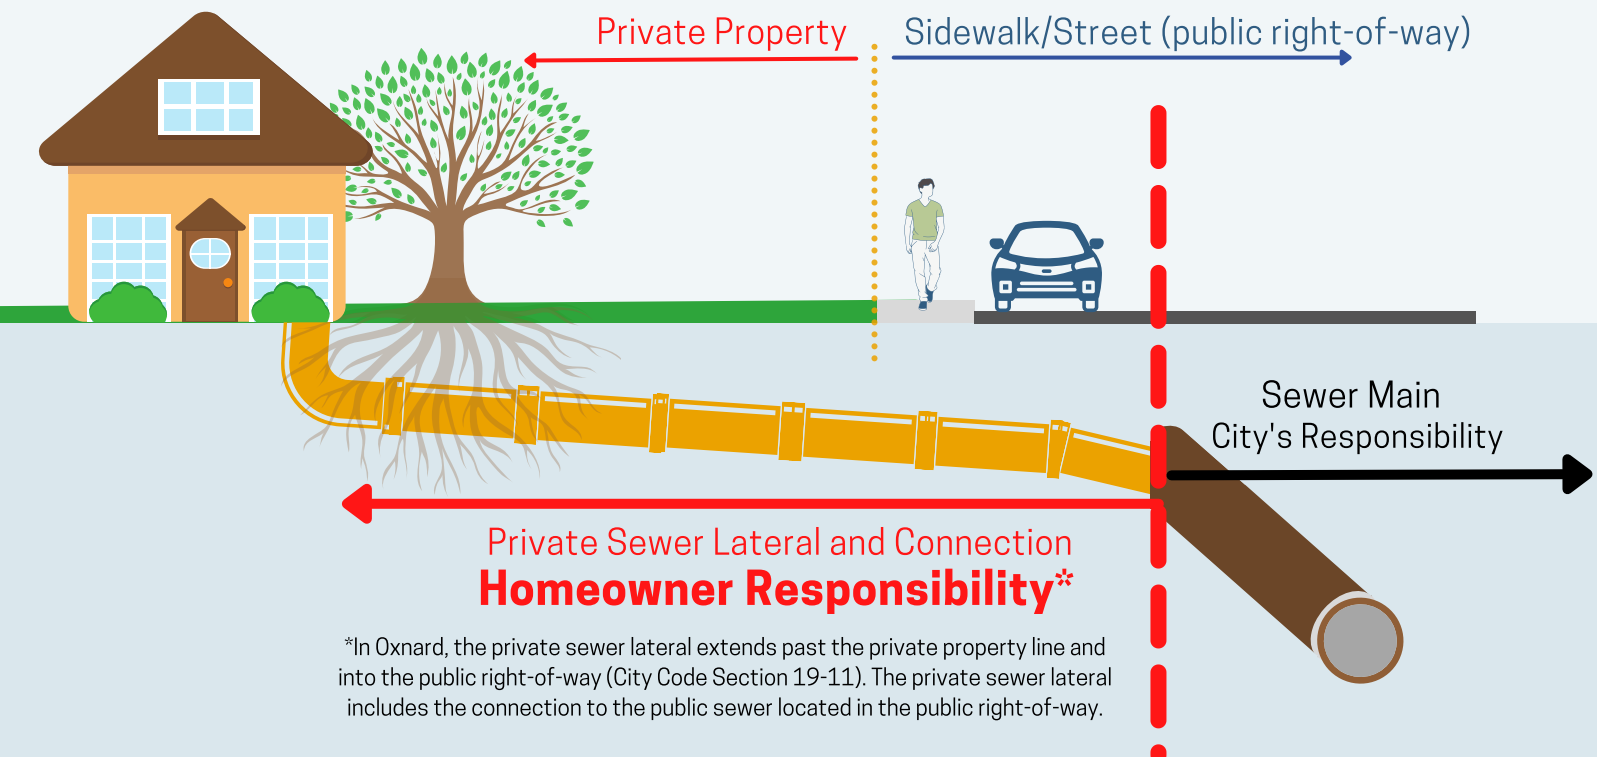 Private Property
Sidewalk/Street (public right-of-way)
Sewer Main
City's Responsibility
Private Sewer Lateral and Connection
Homeowner Responsibility*
*In Oxnard, the private sewer lateral extends past the private property line and
into the public right-of-way (City Code Section 19-11). The private sewer lateral
includes the connection to the public sewer located in the public right-of-way.